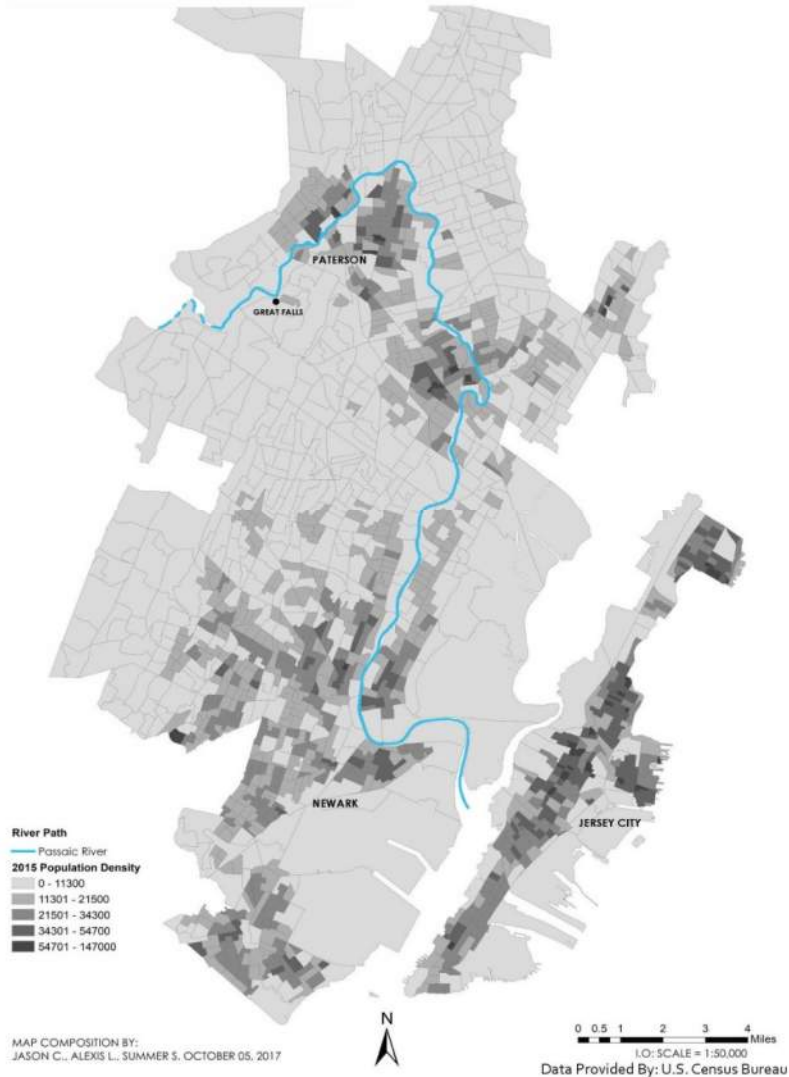 PATERSON
GREAT FALLS
NEWARK
JERSEY CITY
River Path
Passaic River
2015 Population Density
0 - 11300
11301 - 21500
21501 - 34300
34301 - 54700
54701 - 147000
MAP COMPOSITION BY:
JASON C., ALEXIS L., SUMMER S. OCTOBER 05, 2017
N
0 0.5 1 2 3 4
Miles
I.O: SCALE = 1:50,000
Data Provided By: U.S. Census Bureau